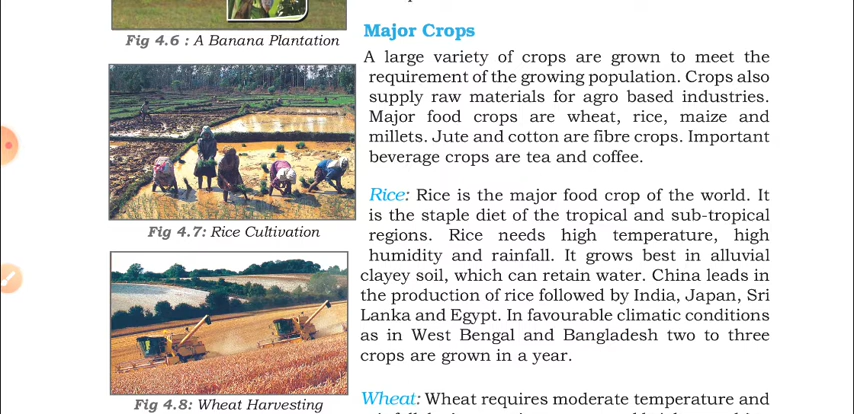 Fig 4.6 : A Banana Plantation
Major Crops
A large variety of crops are grown to meet the
requirement of the growing population. Crops also
supply raw materials for agro based industries.
Major food crops are wheat, rice, maize and
millets. Jute and cotton are fibre crops. Important
beverage crops are tea and coffee.
Fig 4.7: Rice Cultivation
Rice: Rice is the major food crop of the world. It
is the staple diet of the tropical and sub-tropical
regions. Rice needs high temperature, high
humidity and rainfall. It grows best in alluvial
clayey soil, which can retain water. China leads in
the production of rice followed by India, Japan, Sri
Lanka and Egypt. In favourable climatic conditions
as in West Bengal and Bangladesh two to three
crops are grown in a year.
Fig 4.8: Wheat Harvesting
Wheat: Wheat requires moderate temperature and